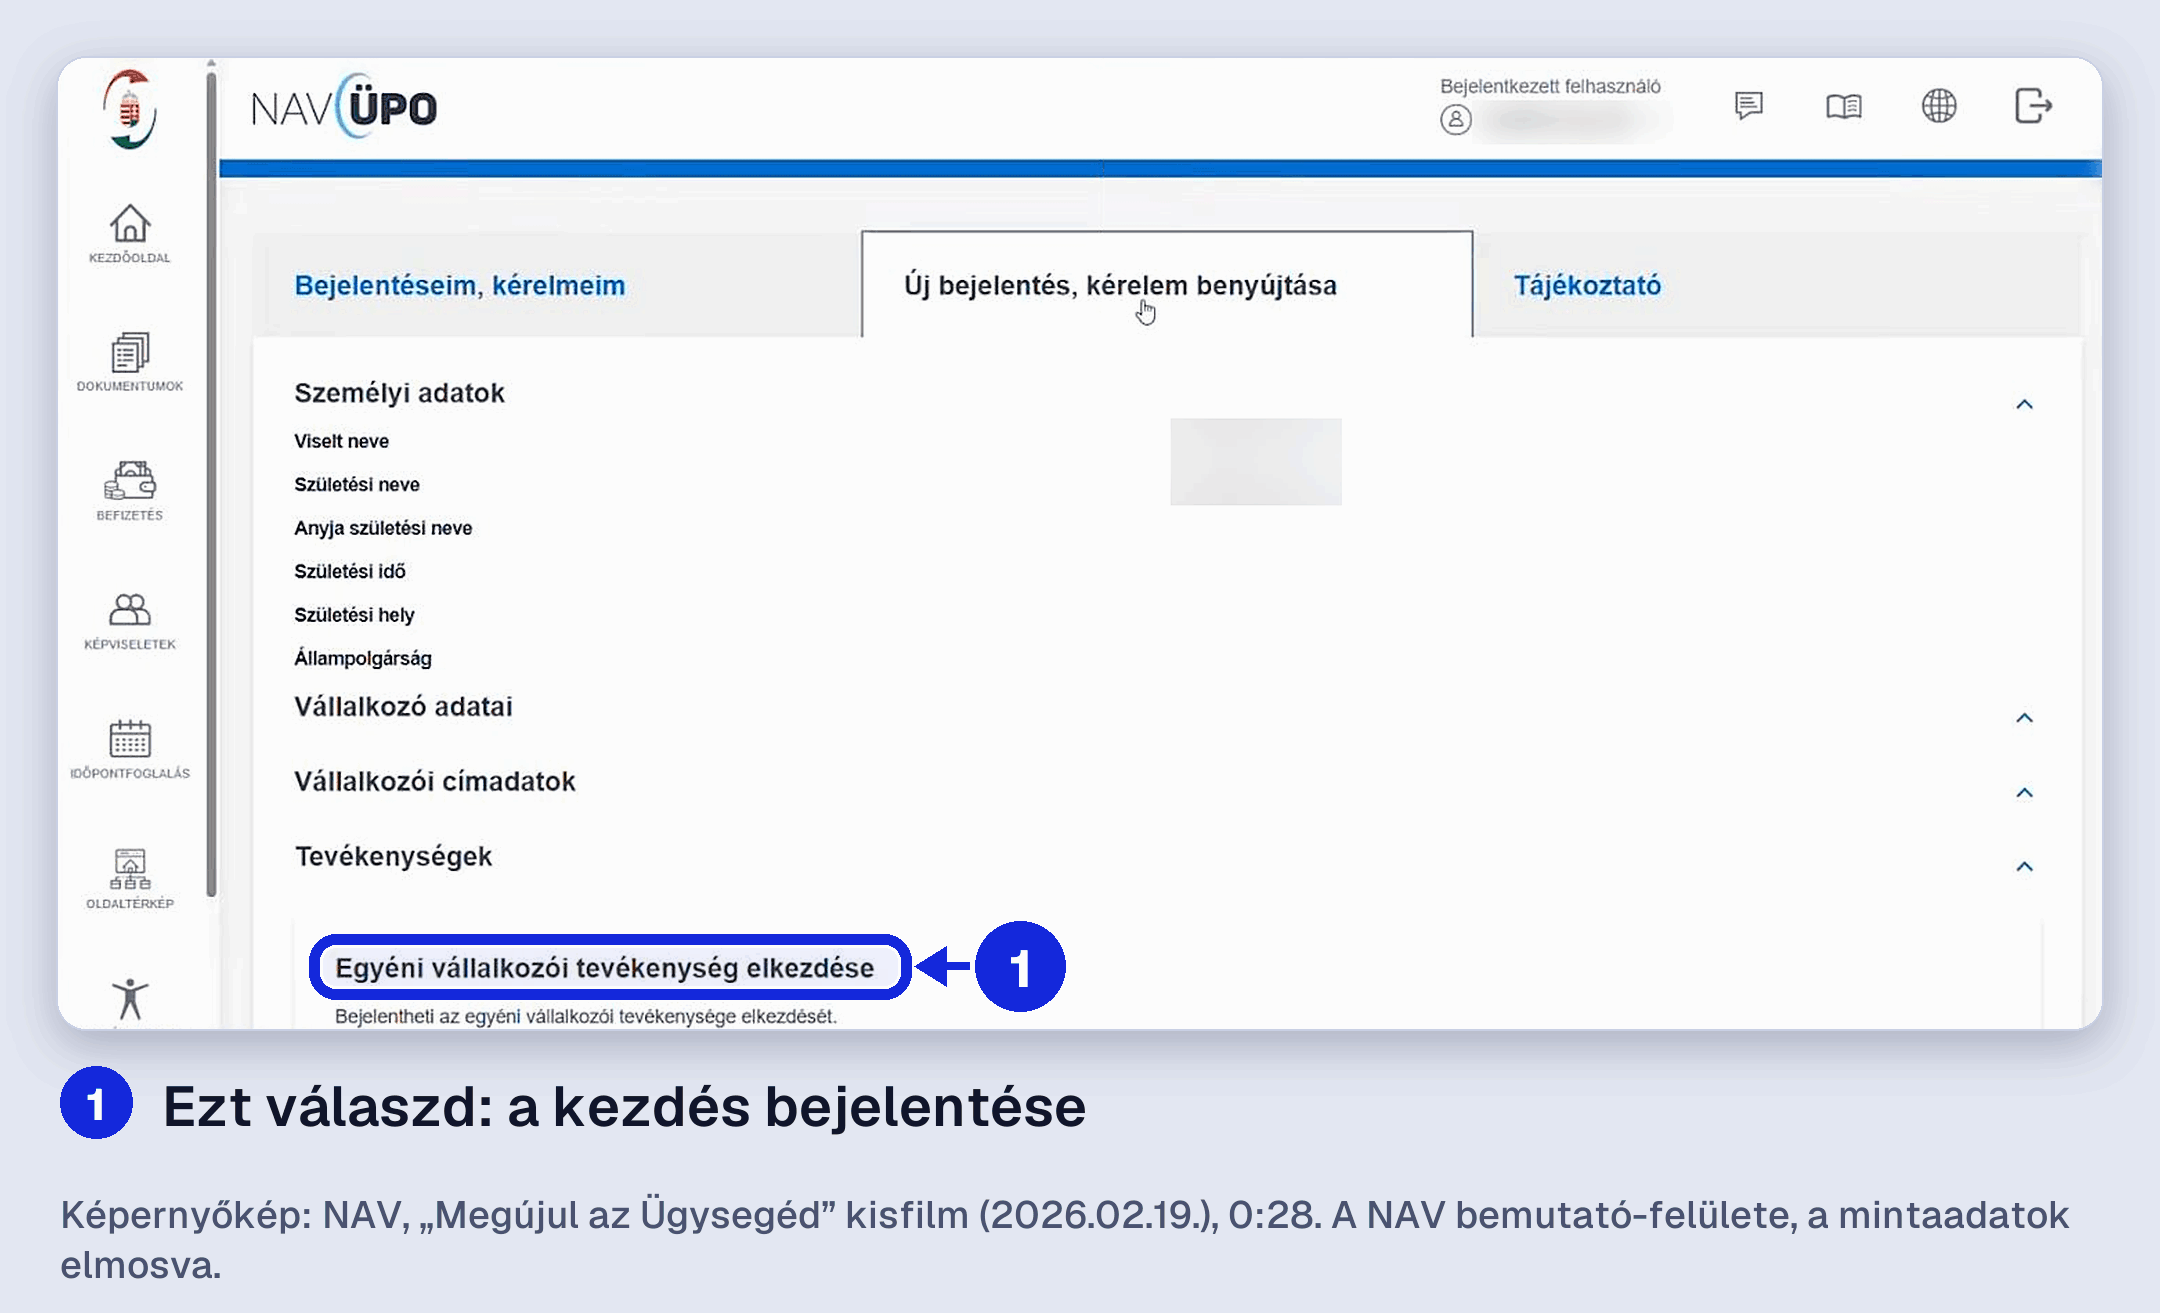 NAV ÜPO
Bejelentkezett felhasználó
KEZDŐOLDAL
DOKUMENTUMOK
BEFIZETÉS
KÉPVISELETEK
IDŐPONTFOGLALÁS
OLDALTÉRKÉP
Bejelentéseim, kérelmeim
Új bejelentés, kérelem benyújtása
Tájékoztató
Személyi adatok
Viselt neve
Születési neve
Anyja születési neve
Születési idő
Születési hely
Állampolgárság
Vállalkozó adatai
Vállalkozói címadatok
Tevékenységek
Egyéni vállalkozói tevékenység elkezdése
1
Bejelentheti az egyéni vállalkozói tevékenysége elkezdését.
1 Ezt válaszd: a kezdés bejelentése
Képernyőkép: NAV, „Megújul az Ügysegéd” kisfilm (2026.02.19.), 0:28. A NAV bemutató-felülete, a mintaadatok
elmosva.